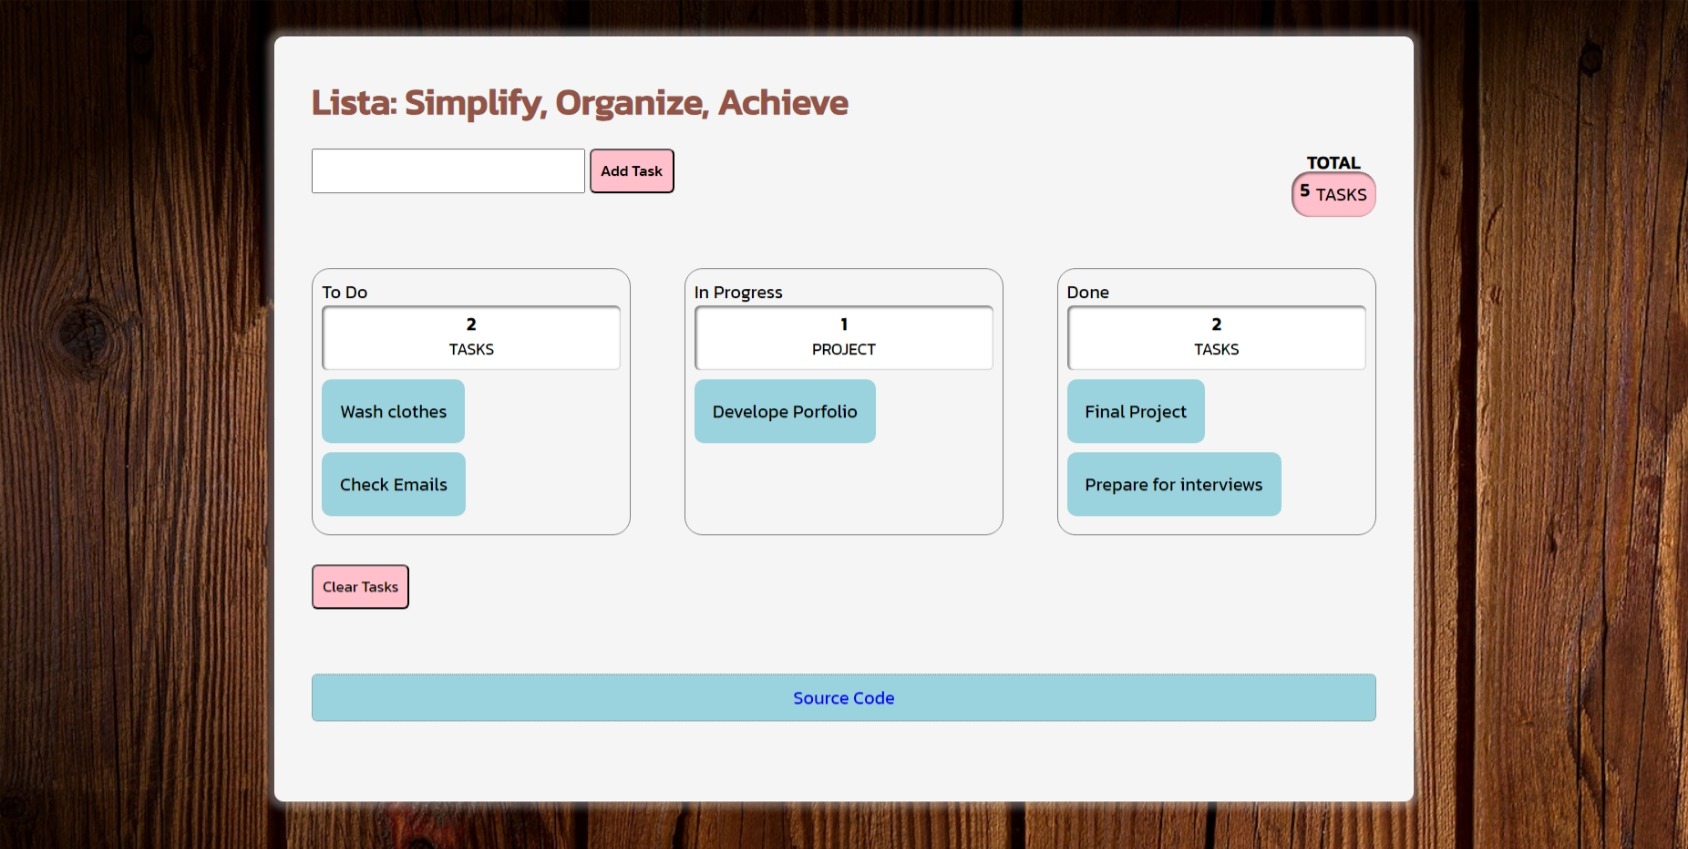 Lista: Simplify, Organize, Achieve
Add Task
TOTAL
5 TASKS
To Do
2
TASKS
Wash clothes
Check Emails
In Progress
1
PROJECT
Develope Porfolio
Done
2
TASKS
Final Project
Prepare for interviews
Clear Tasks
Source Code